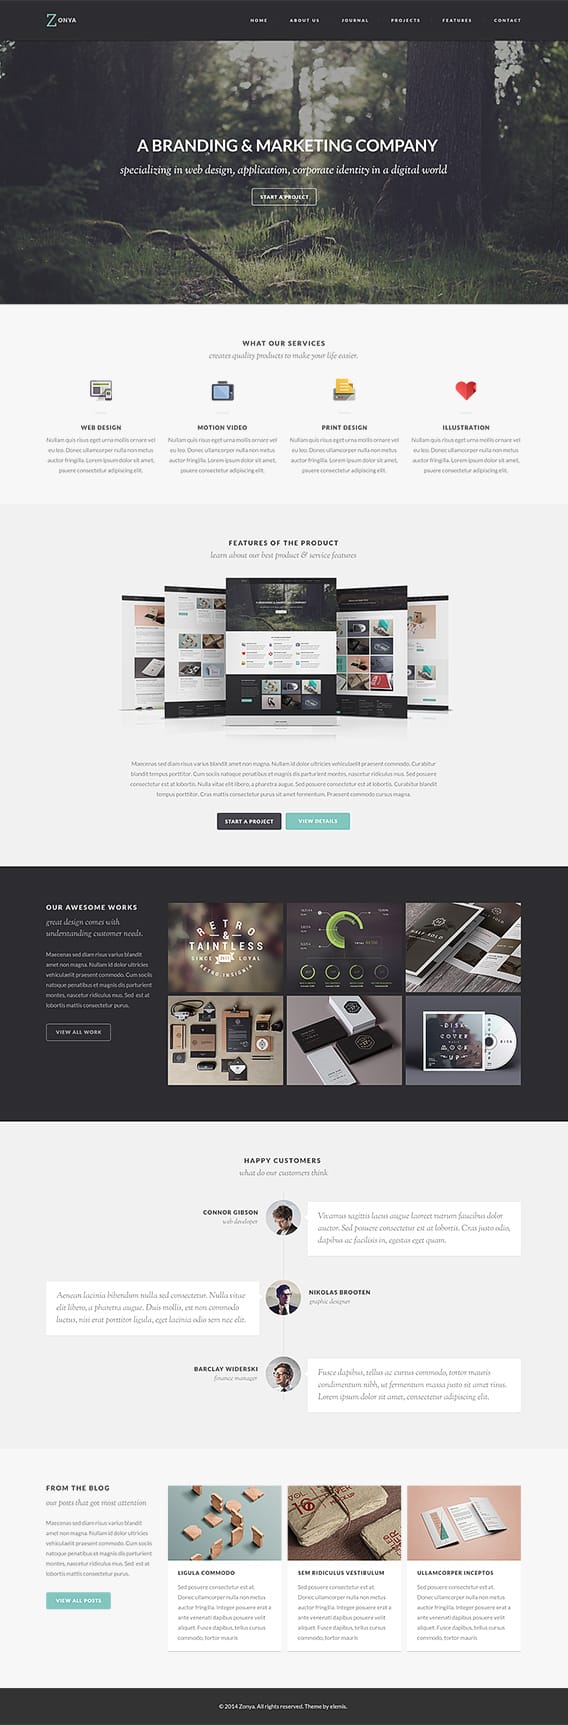 ZONYA
HOME ABOUT US JOURNAL PROJECTS FEATURES CONTACT
A BRANDING & MARKETING COMPANY
specializing in web design, application, corporate identity in a digital world
START A PROJECT
WHAT OUR SERVICES
creates quality products to make your life easier.
WEB DESIGN
Nullam quis risus eget urna mollis ornare vel
eu leo. Donec ullamcorper nulla non metus
auctor fringilla. Lorem ipsum dolor sit amet,
psuere consectetur adipiscing elit.
MOTION VIDEO
Nullam quis risus eget urna mollis ornare vel
eu leo. Donec ullamcorper nulla non metus
auctor fringilla. Lorem ipsum dolor sit amet,
psuere consectetur adipiscing elit.
PRINT DESIGN
Nullam quis risus eget urna mollis ornare vel
eu leo. Donec ullamcorper nulla non metus
auctor fringilla. Lorem ipsum dolor sit amet,
psuere consectetur adipiscing elit.
ILLUSTRATION
Nullam quis risus eget urna mollis ornare vel
eu leo. Donec ullamcorper nulla non metus
auctor fringilla. Lorem ipsum dolor sit amet,
psuere consectetur adipiscing elit.
FEATURES OF THE PRODUCT
learn about our best product & service features
A BRANDING & MARKETING COMPANY
Maecenas sed diam risus varius blandit amet non magna. Nullam id dolor ultricies vehiculaelit praesent commodo. Curabitur
blandit tempus porttitor. Cum sociis natoque penatibus et magnis dis parturient montes, nascetur ridiculus mus. Sed posuere
consectetur est at lobortis. Nulla vitae elit libero, a pharetra augue. Sed posuere consectetur est at lobortis. Curabitur blandit
tempus porttitor. Cras mattis consectetur purus sit amet fermentum. Praesent commodo cursus magna.
START A PROJECT VIEW DETAILS
OUR AWESOME WORKS
great design comes with
understanding customer needs.
Maecenas sed diam risus varius blandit
amet non magna. Nullam id dolor ultricies
vehiculaelit praesent commodo. Cum sociis
natoque penatibus et magnis dis parturient
montes, nascetur ridiculus mus. Sed est at
lobortis mattis consectetur purus.
VIEW ALL WORK
RETRO
&
TAINTLESS
SINCE LOYAL
RETRO.INSIGNIA
HALF FOLD
DISK
COVER
MOCK
UP
DISK
HAPPY CUSTOMERS
what do our customers think
CONNOR GIBSON
web developer
Vivamus sagittis lacus augue laoreet rutrum faucibus dolor
auctor. Sed posuere consectetur est at lobortis. Cras justo odio,
dapibus ac facilisis in, egestas eget quam.
Aenean lacinia bibendum nulla sed consectetur. Nulla vitae
elit libero, a pharetra augue. Duis mollis, est non commodo
luctus, nisi erat porttitor ligula, eget lacinia odio sem nec elit.
NIKOLAS BROOTEN
graphic designer
BARCLAY WIDERSKI
finance manager
Fusce dapibus, tellus ac cursus commodo, tortor mauris
condimentum nibh, ut fermentum massa justo sit amet risus.
Lorem ipsum dolor sit amet, consectetur adipiscing elit.
FROM THE BLOG
our posts that got most attention
Maecenas sed diam risus varius blandit
amet non magna. Nullam id dolor ultricies
vehiculaelit praesent commodo. Cum sociis
natoque penatibus et magnis dis parturient
montes, nascetur ridiculus mus. Sed est at
lobortis mattis consectetur purus.
VIEW ALL POSTS
LIGULA COMMODO
Sed posuere consectetur est at.
Donec ullamcorper nulla non metus
auctor fringilla. Integer posuere erat a
ante venenati dapibus posuere velit
aliquet. Fusce dapibus, tellus cursus
commodo, tortor mauris
SEM RIDICULUS VESTIBULUM
Sed posuere consectetur est at.
Donec ullamcorper nulla non metus
auctor fringilla. Integer posuere erat a
ante venenati dapibus posuere velit
aliquet. Fusce dapibus, tellus cursus
commodo, tortor mauris
ULLAMCORPER INCEPTOS
Sed posuere consectetur est at.
Donec ullamcorper nulla non metus
auctor fringilla. Integer posuere erat a
ante venenati dapibus posuere velit
aliquet. Fusce dapibus, tellus cursus
commodo, tortor mauris
© 2014 Zonya. All rights reserved. Theme by elemis.